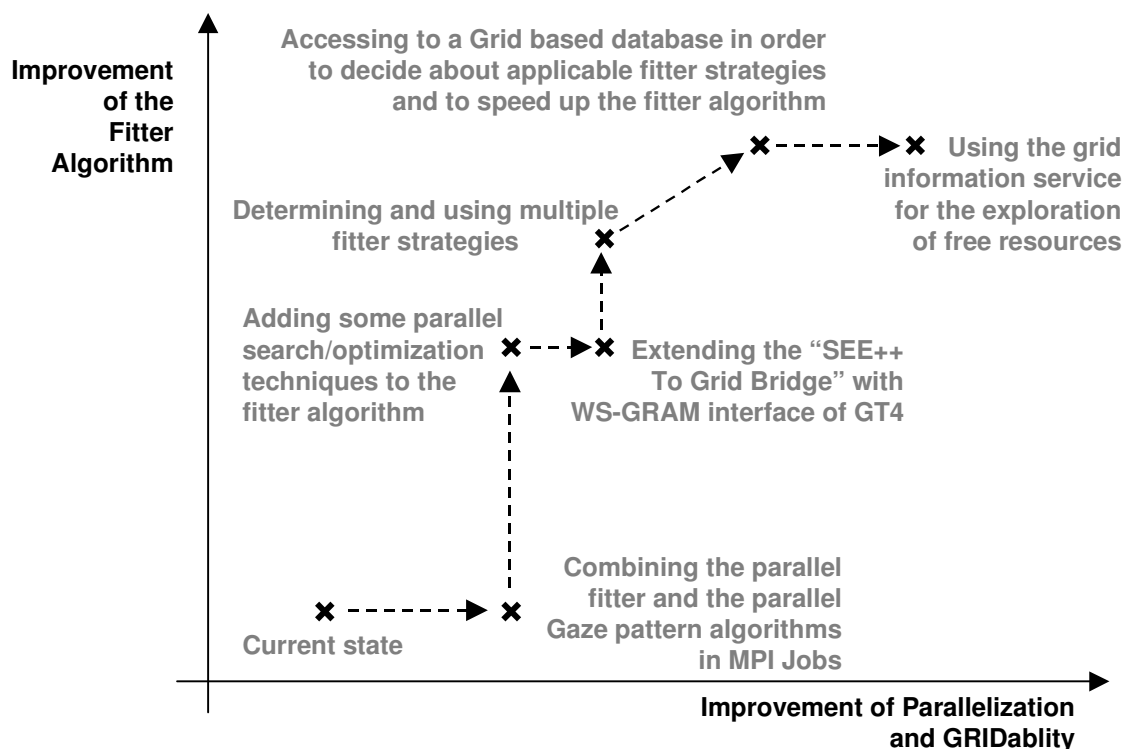 Improvement
of the
Fitter
Algorithm
Accessing to a Grid based database in order
to decide about applicable fitter strategies
and to speed up the fitter algorithm
Using the grid
information service
for the exploration
of free resources
Determining and using multiple
fitter strategies
Adding some parallel
search/optimization
techniques to the
fitter algorithm
Extending the “SEE++
To Grid Bridge” with
WS-GRAM interface of GT4
Combining the parallel
fitter and the parallel
Gaze pattern algorithms
in MPI Jobs
Current state
Improvement of Parallelization
and GRIDablity